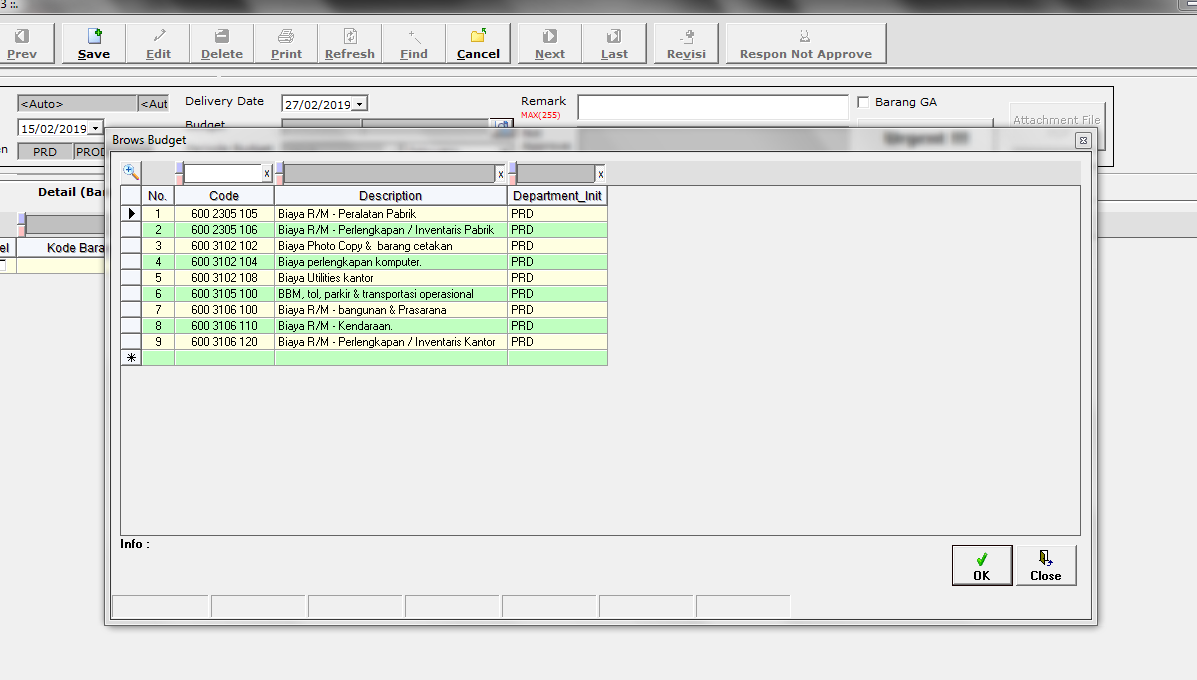 3 ::.
Prev Save Edit Delete Print Refresh Find Cancel Next Last Revisi Respon Not Approve
<Auto> <Aut Delivery Date 27/02/2019 Remark Barang GA
MAX(255)
Attachment File
15/02/2019 Budget
en PRD PROD
Brows Budget
Detail (Ba
el Kode Bara
x x x
No. Code Description Department_Init
1 600 2305 105 Biaya R/M - Peralatan Pabrik PRD
2 600 2305 106 Biaya R/M - Perlengkapan / Inventaris Pabrik PRD
3 600 3102 102 Biaya Photo Copy & barang cetakan PRD
4 600 3102 104 Biaya perlengkapan komputer. PRD
5 600 3102 108 Biaya Utilities kantor PRD
6 600 3105 100 BBM, tol, parkir & transportasi operasional PRD
7 600 3106 100 Biaya R/M - bangunan & Prasarana PRD
8 600 3106 110 Biaya R/M - Kendaraan. PRD
9 600 3106 120 Biaya R/M - Perlengkapan / Inventaris Kantor PRD
Info :
OK Close